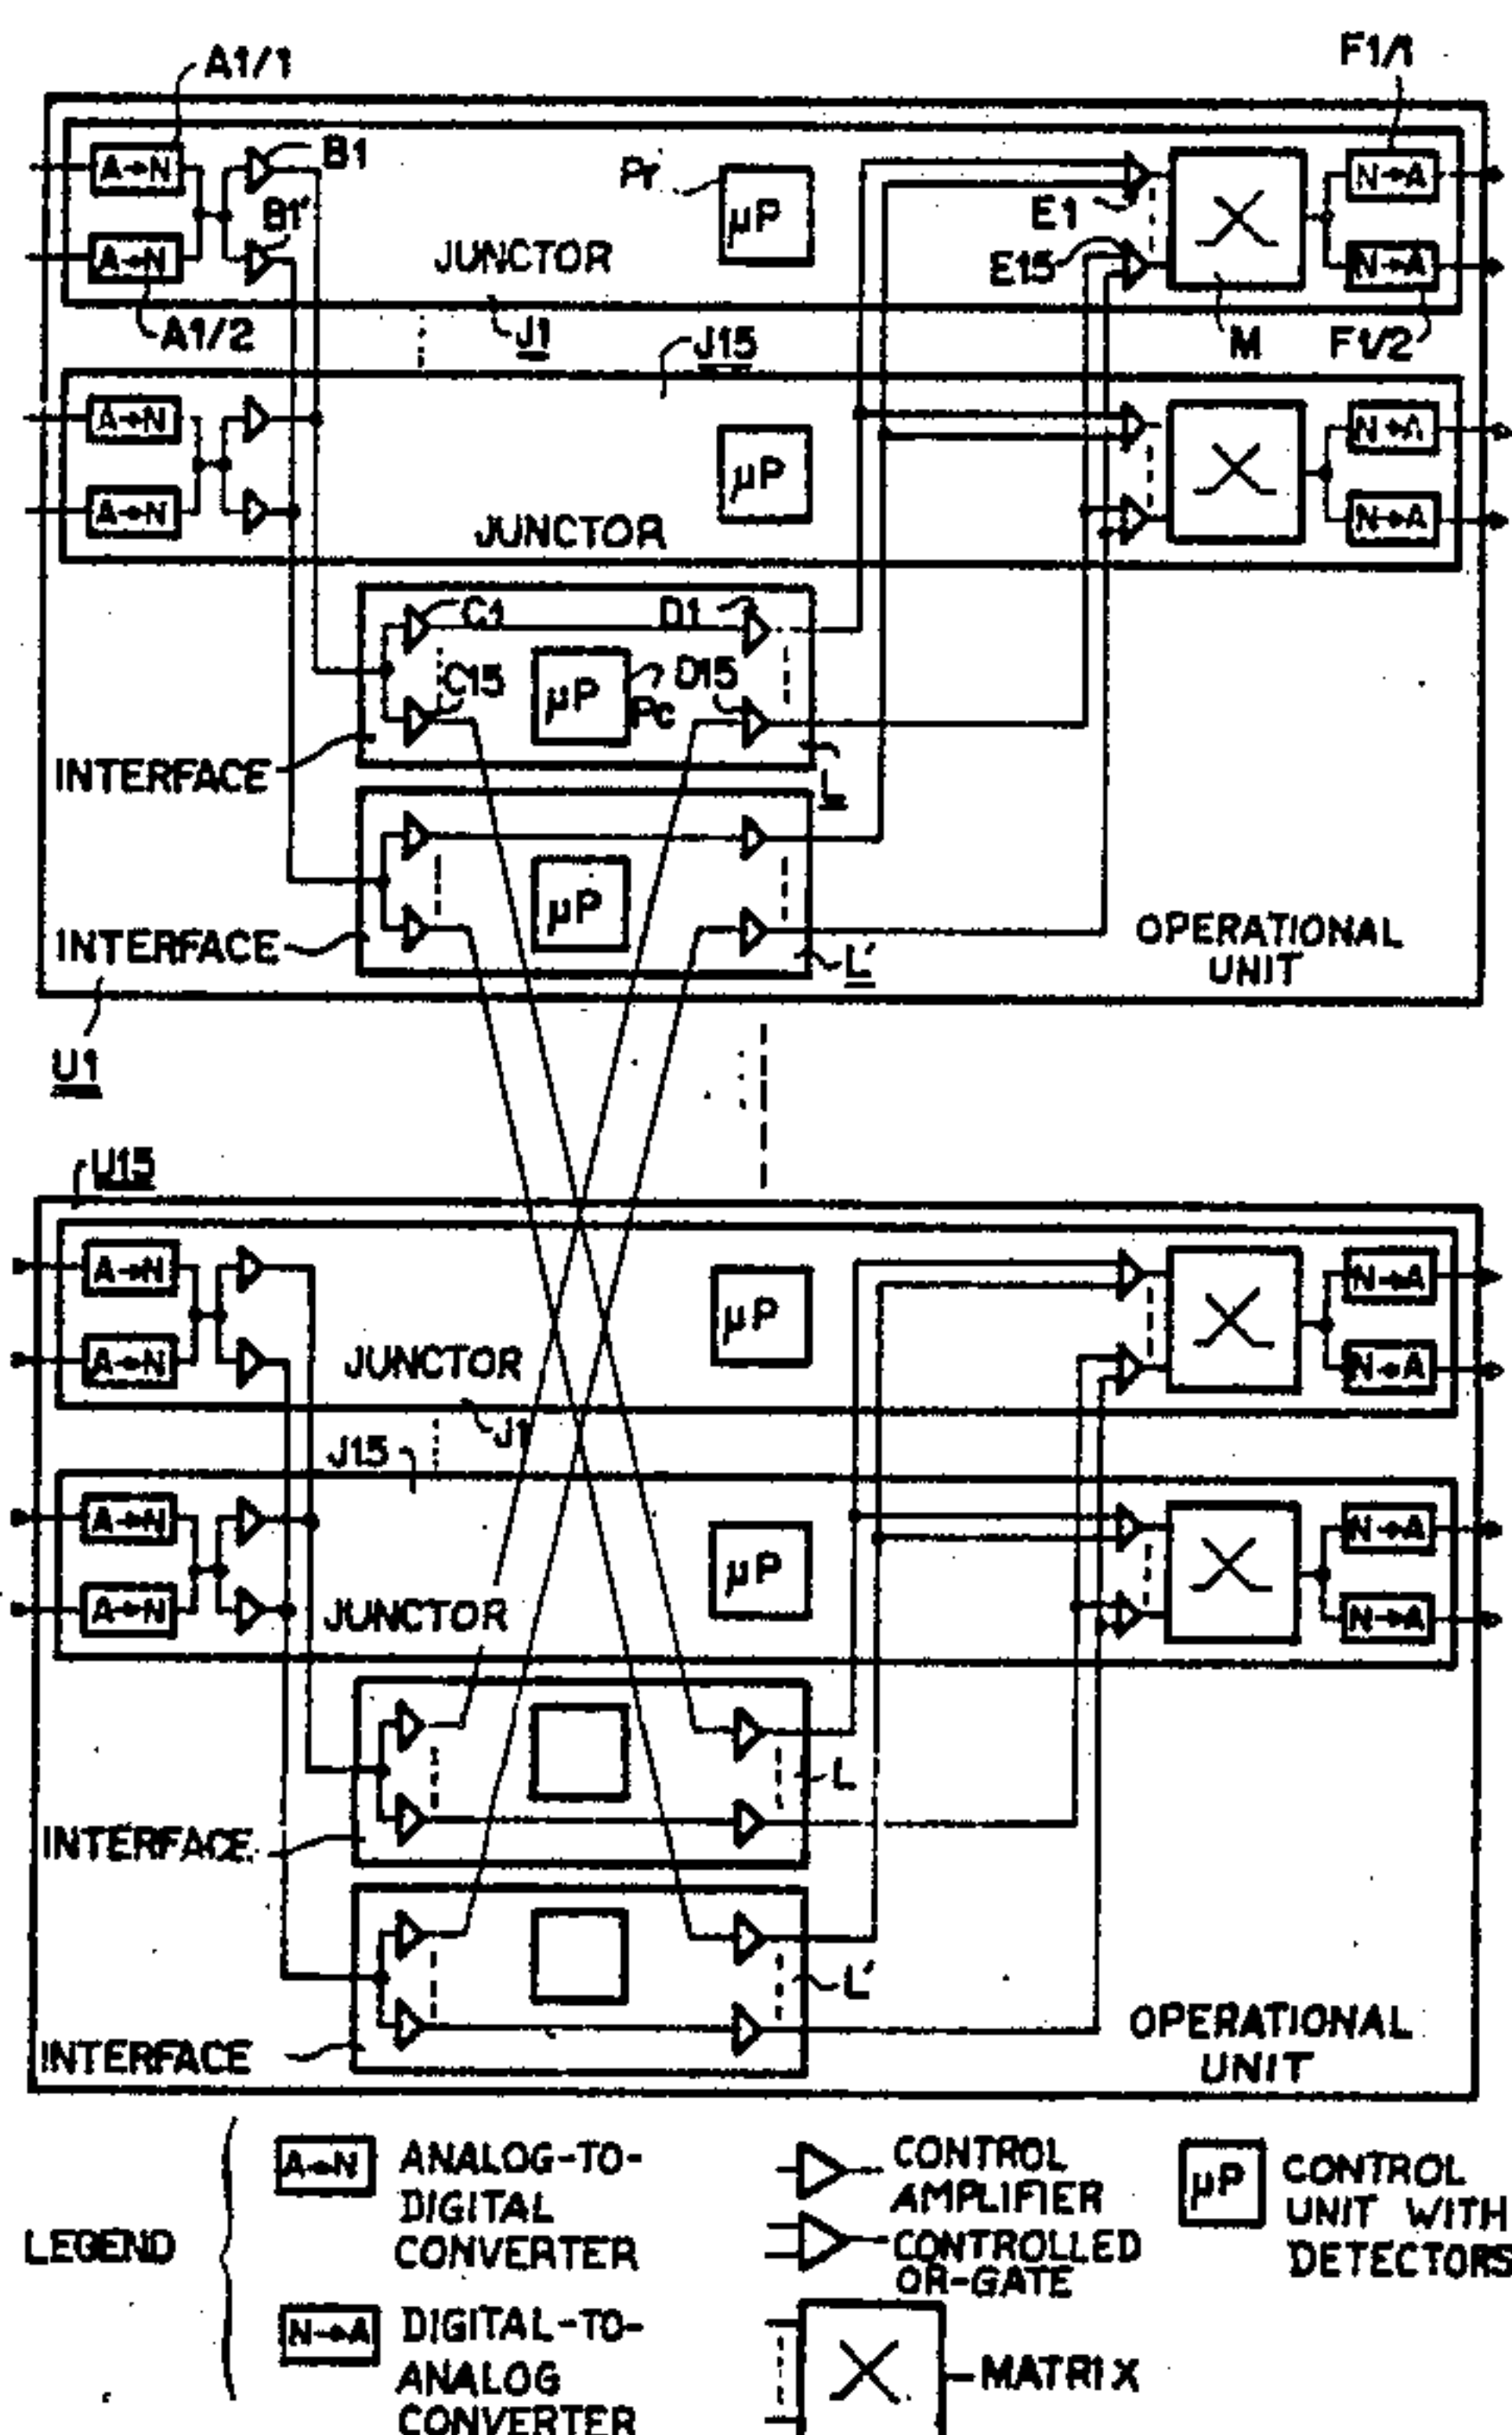 A1/1
F1/1
A→N
B1
Pr
µP
N→A
B1'
E1
A→N
JUNCTOR
E15
N→A
A1/2
J1
J15
M
F1/2
A→N
N→A
µP
A→N
JUNCTOR
N→A
C1
D1
C15
µP
D15
Pc
INTERFACE
L
µP
INTERFACE
L'
OPERATIONAL
UNIT
U1
U15
A→N
µP
N→A
A→N
JUNCTOR
N→A
J1
J15
A→N
N→A
µP
A→N
JUNCTOR
N→A
L
INTERFACE
L'
INTERFACE
OPERATIONAL
UNIT
LEGEND
A→N
ANALOG-TO-
DIGITAL
CONVERTER
N→A
DIGITAL-TO-
ANALOG
CONVERTER
CONTROL
AMPLIFIER
CONTROLLED
OR-GATE
MATRIX
µP
CONTROL
UNIT WITH
DETECTORS